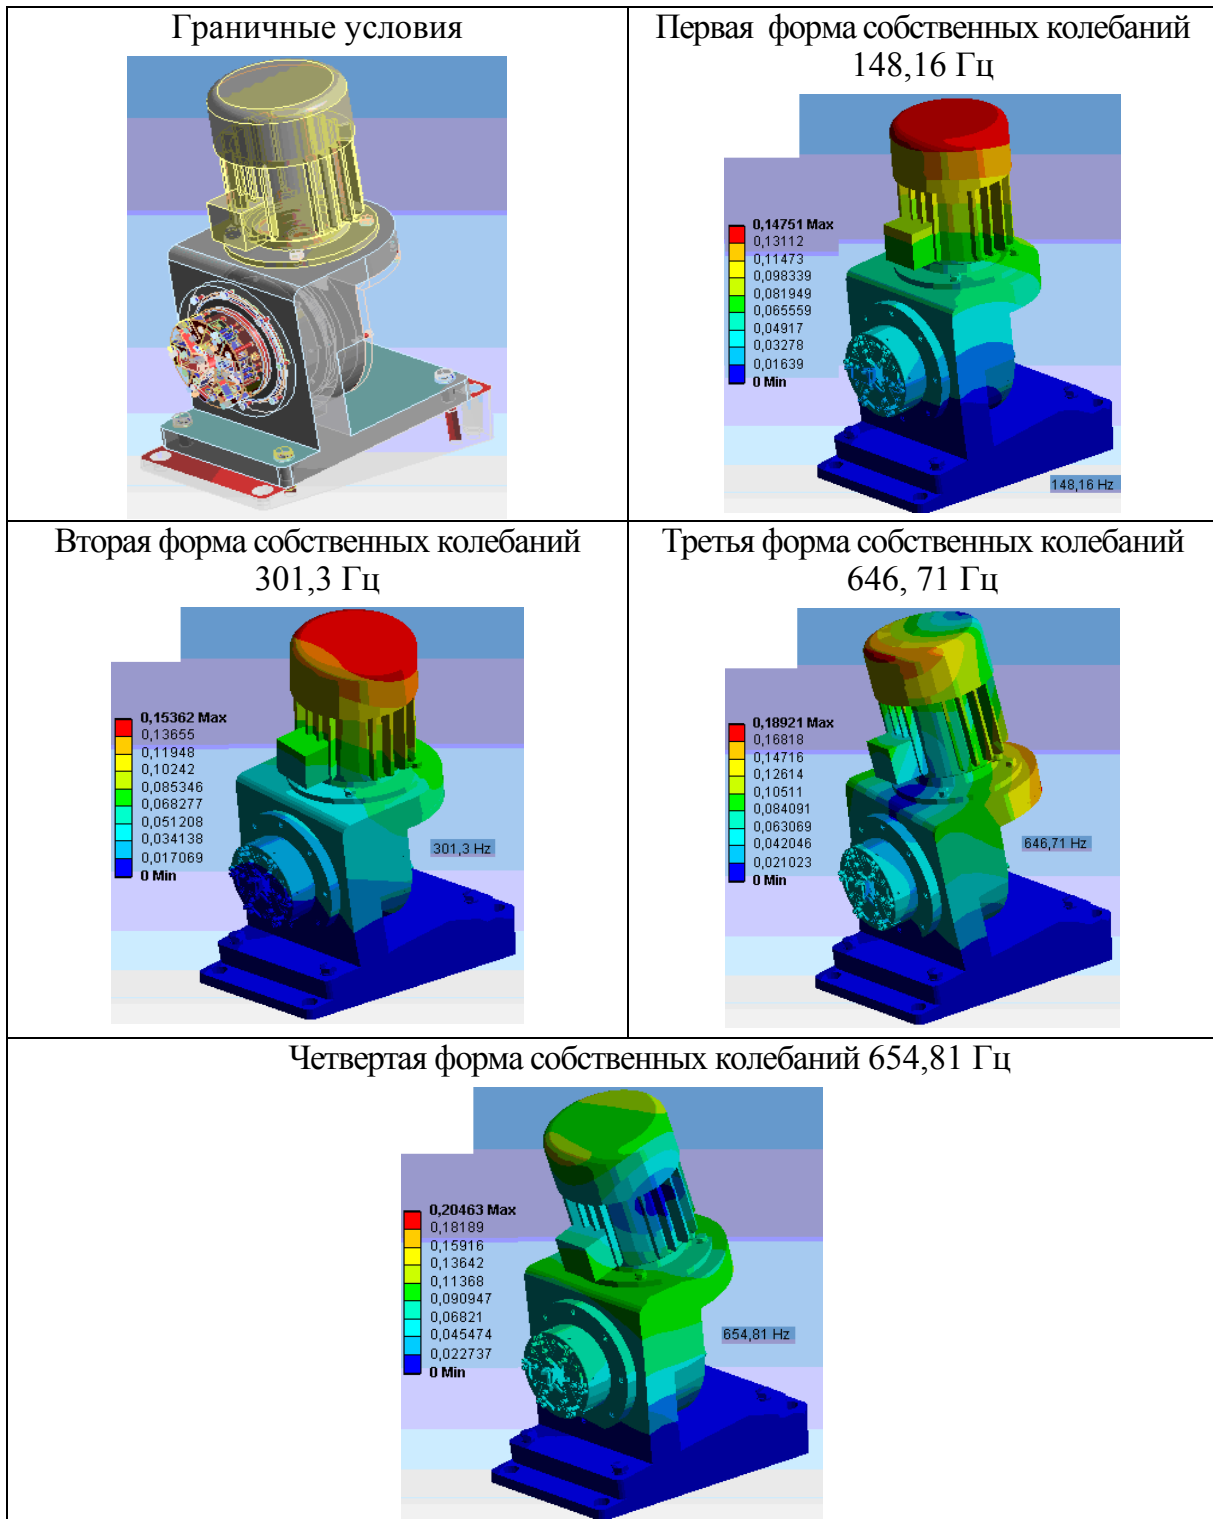 Граничные условия
Первая форма собственных колебаний
148,16 Гц
0,14751 Max
0,13112
0,11473
0,098339
0,081949
0,065559
0,04917
0,03278
0,01639
0 Min
148,16 Hz
Вторая форма собственных колебаний
301,3 Гц
0,15362 Max
0,13655
0,11948
0,10242
0,085346
0,068277
0,051208
0,034138
0,017069
0 Min
301,3 Hz
Третья форма собственных колебаний
646, 71 Гц
0,18921 Max
0,16818
0,14716
0,12614
0,10511
0,084091
0,063069
0,042046
0,021023
0 Min
646,71 Hz
Четвертая форма собственных колебаний 654,81 Гц
0,20463 Max
0,18189
0,15916
0,13642
0,11368
0,090947
0,06821
0,045474
0,022737
0 Min
654,81 Hz